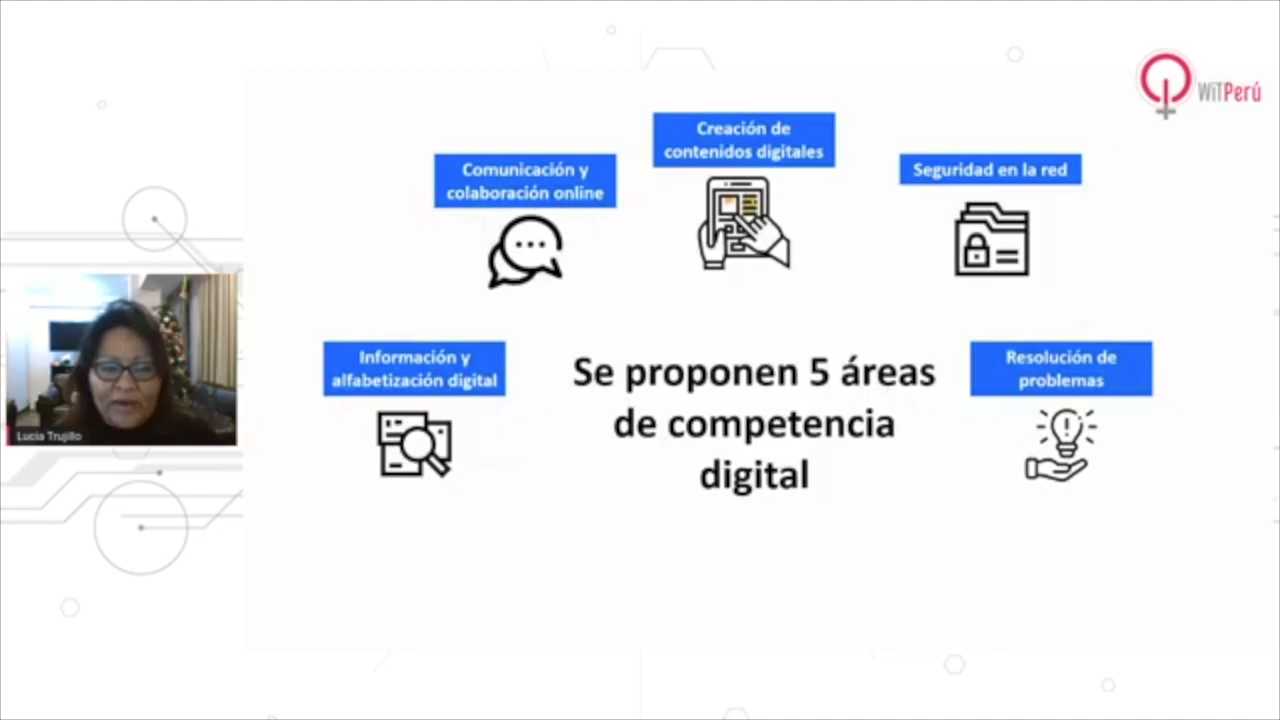 WiTPerú
Creación de
contenidos digitales
Comunicación y
colaboración online
Seguridad en la red
Información y
alfabetización digital
Se proponen 5 áreas
de competencia
digital
Resolución de
problemas
Lucia Trujillo